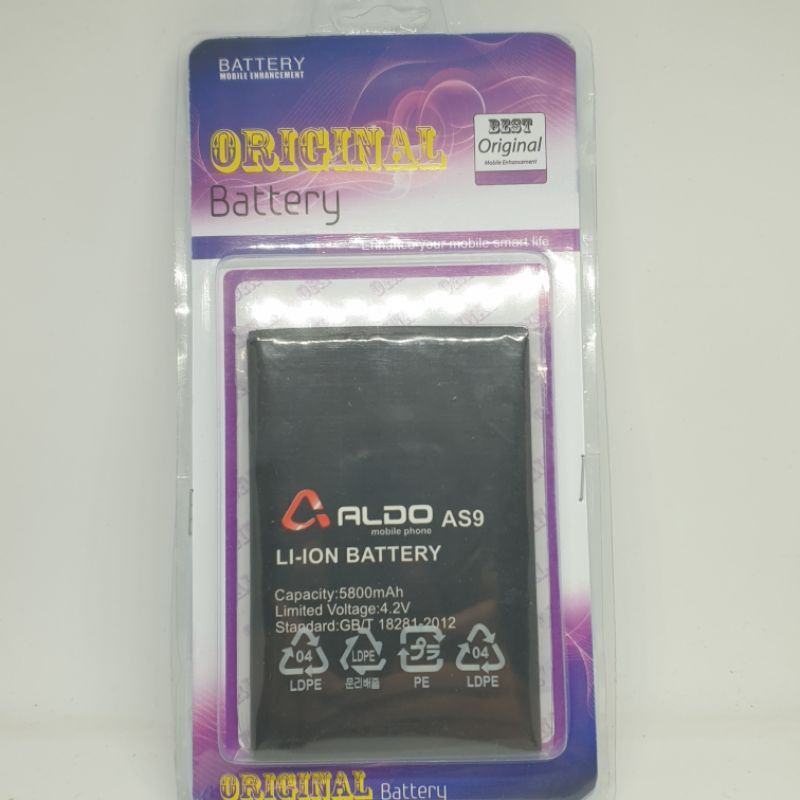 BATTERY
MOBILE ENHANCEMENT
ORIGINAL
Battery
BEST
Original
Mobile Enhancement
Enhance your mobile smart life
ALDO AS9
mobile phone
LI-ION BATTERY
Capacity:5800mAh
Limited Voltage:4.2V
Standard:GB/T 18281-2012
04 LDPE プラ 04
LDPE 분리배출 PE LDPE
ORIGINAL Battery